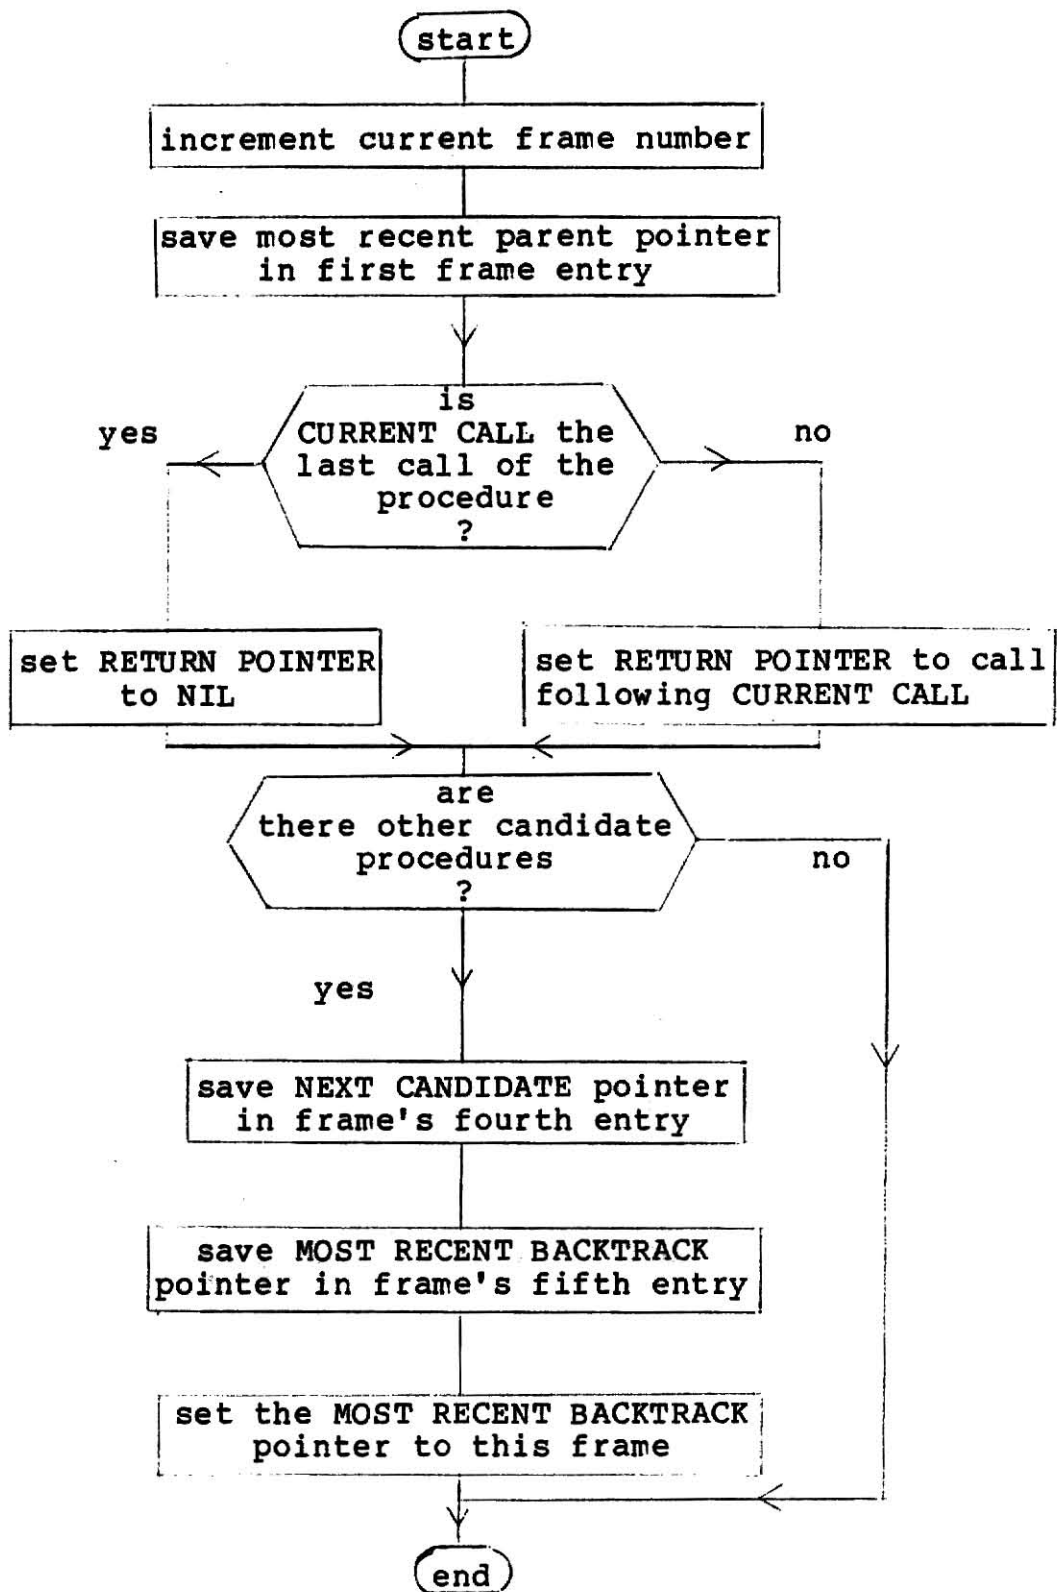 start
increment current frame number
save most recent parent pointer
in first frame entry
is
CURRENT CALL the
last call of the
procedure
?
yes
no
set RETURN POINTER
to NIL
set RETURN POINTER to call
following CURRENT CALL
are
there other candidate
procedures
?
no
yes
save NEXT CANDIDATE pointer
in frame's fourth entry
save MOST RECENT BACKTRACK
pointer in frame's fifth entry
set the MOST RECENT BACKTRACK
pointer to this frame
end